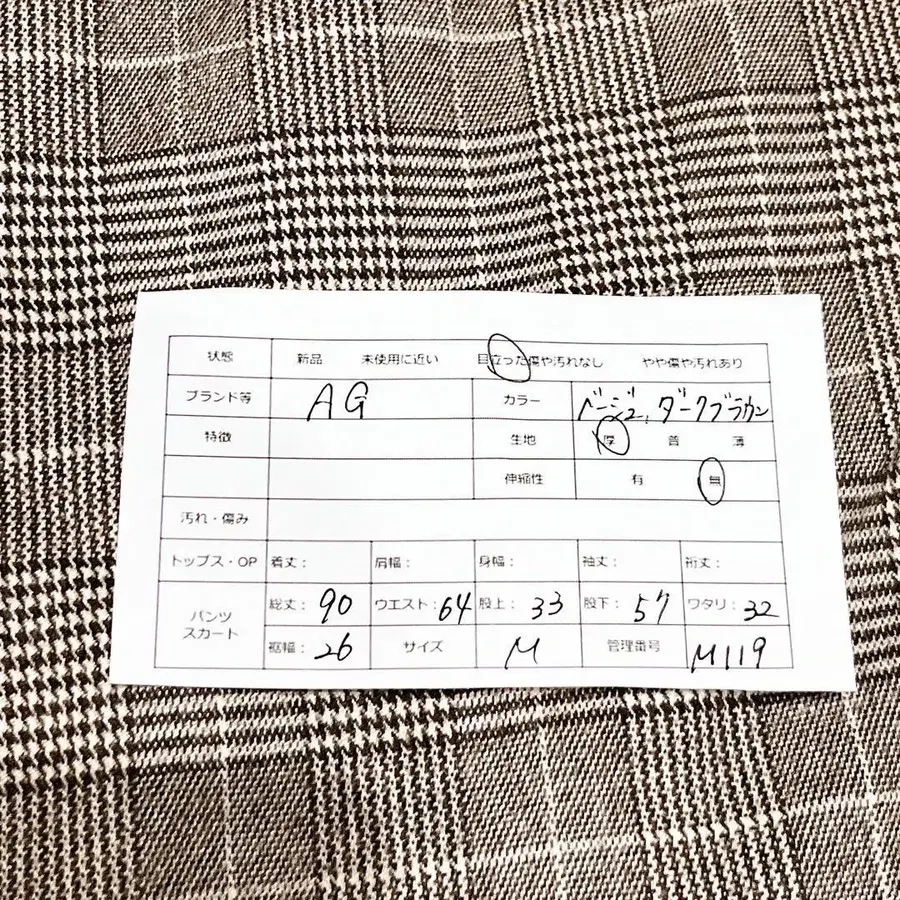 状態 新品 未使用に近い 目立った傷や汚れなし やや傷や汚れあり
ブランド等 AG カラー ベージュ,ダークブラウン
特徴 生地 厚 普 薄
伸縮性 有 無
汚れ・傷み
トップス・OP 着丈: 肩幅: 身幅: 袖丈: 裄丈:
パンツ スカート 総丈:90 ウエスト:64 股上:33 股下:57 ワタリ:32
裾幅:26 サイズ M 管理番号 M119